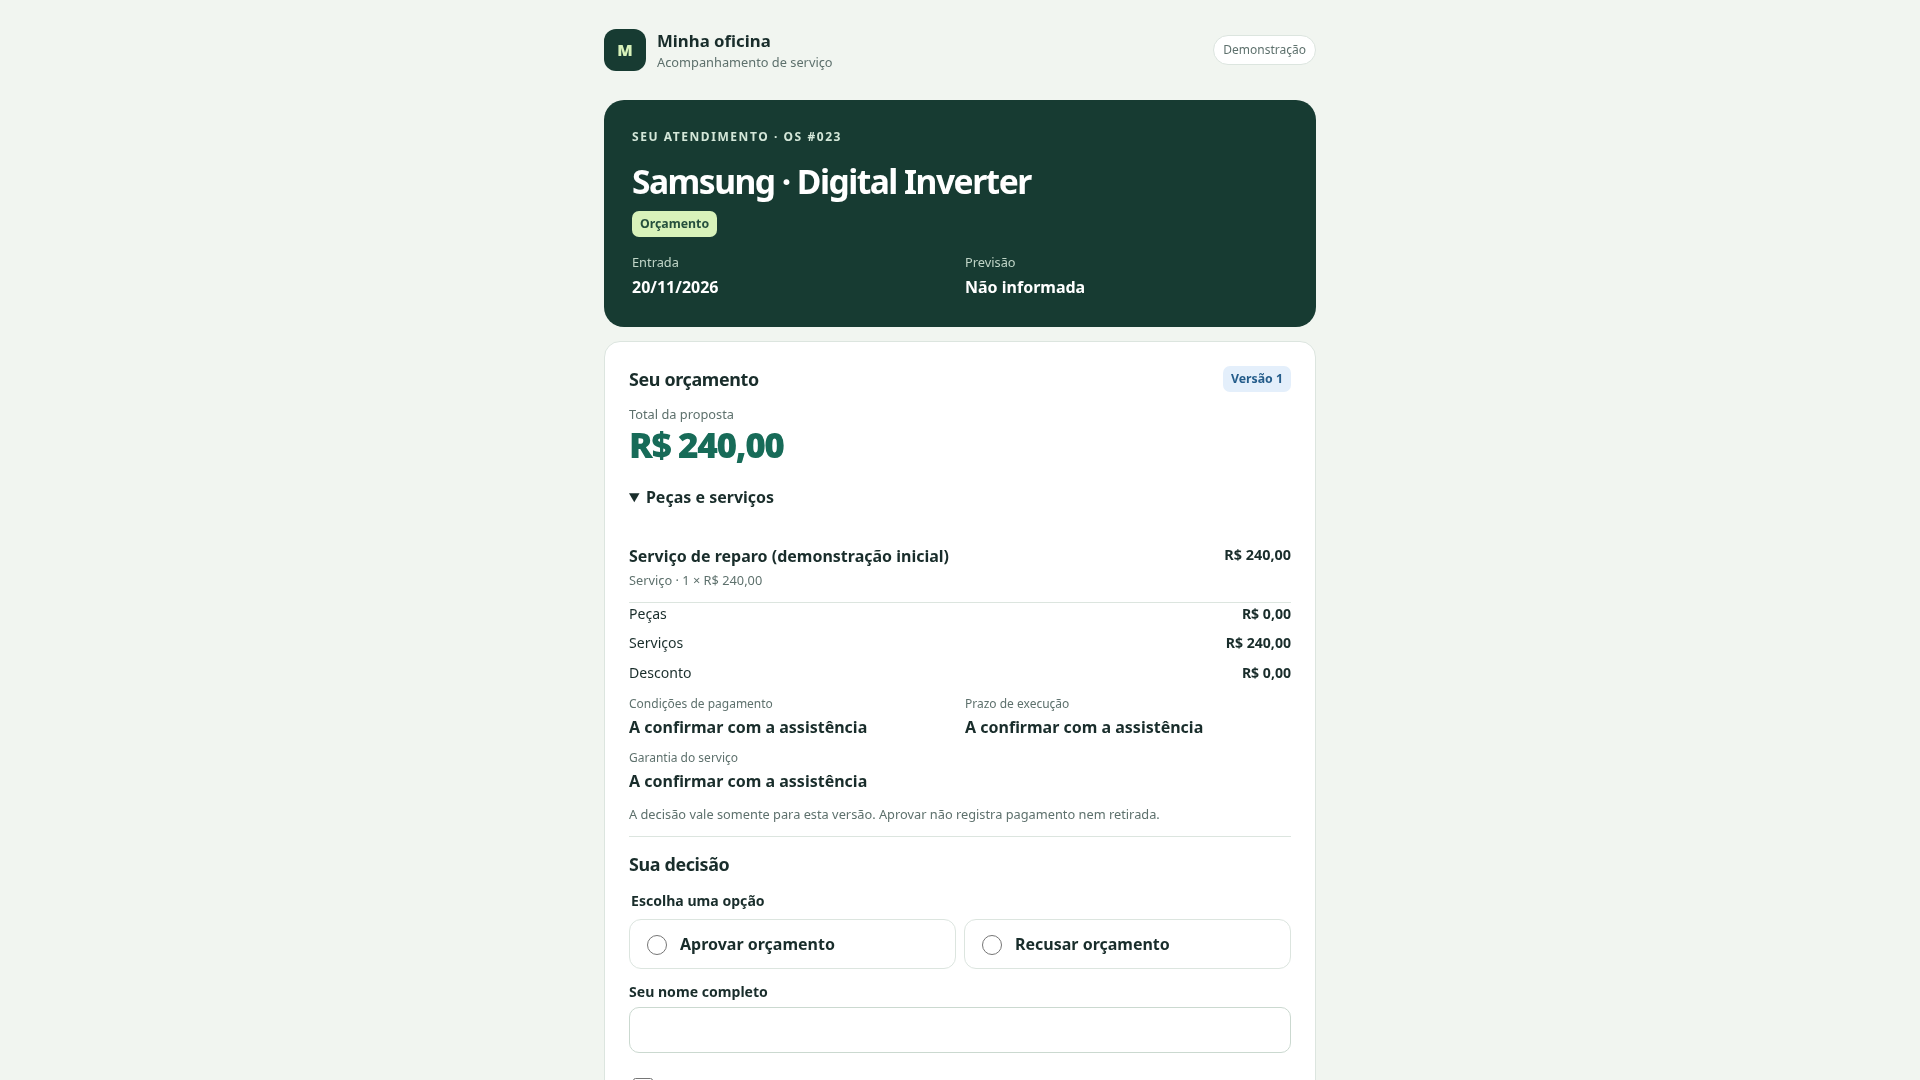 M
Minha oficina
Acompanhamento de serviço
Demonstração
SEU ATENDIMENTO · OS #023
Samsung · Digital Inverter
Orçamento
Entrada
Previsão
20/11/2026
Não informada
Seu orçamento
Versão 1
Total da proposta
R$ 240,00
▼ Peças e serviços
Serviço de reparo (demonstração inicial)
R$ 240,00
Serviço · 1 × R$ 240,00
Peças
R$ 0,00
Serviços
R$ 240,00
Desconto
R$ 0,00
Condições de pagamento
Prazo de execução
A confirmar com a assistência
A confirmar com a assistência
Garantia do serviço
A confirmar com a assistência
A decisão vale somente para esta versão. Aprovar não registra pagamento nem retirada.
Sua decisão
Escolha uma opção
Aprovar orçamento
Recusar orçamento
Seu nome completo